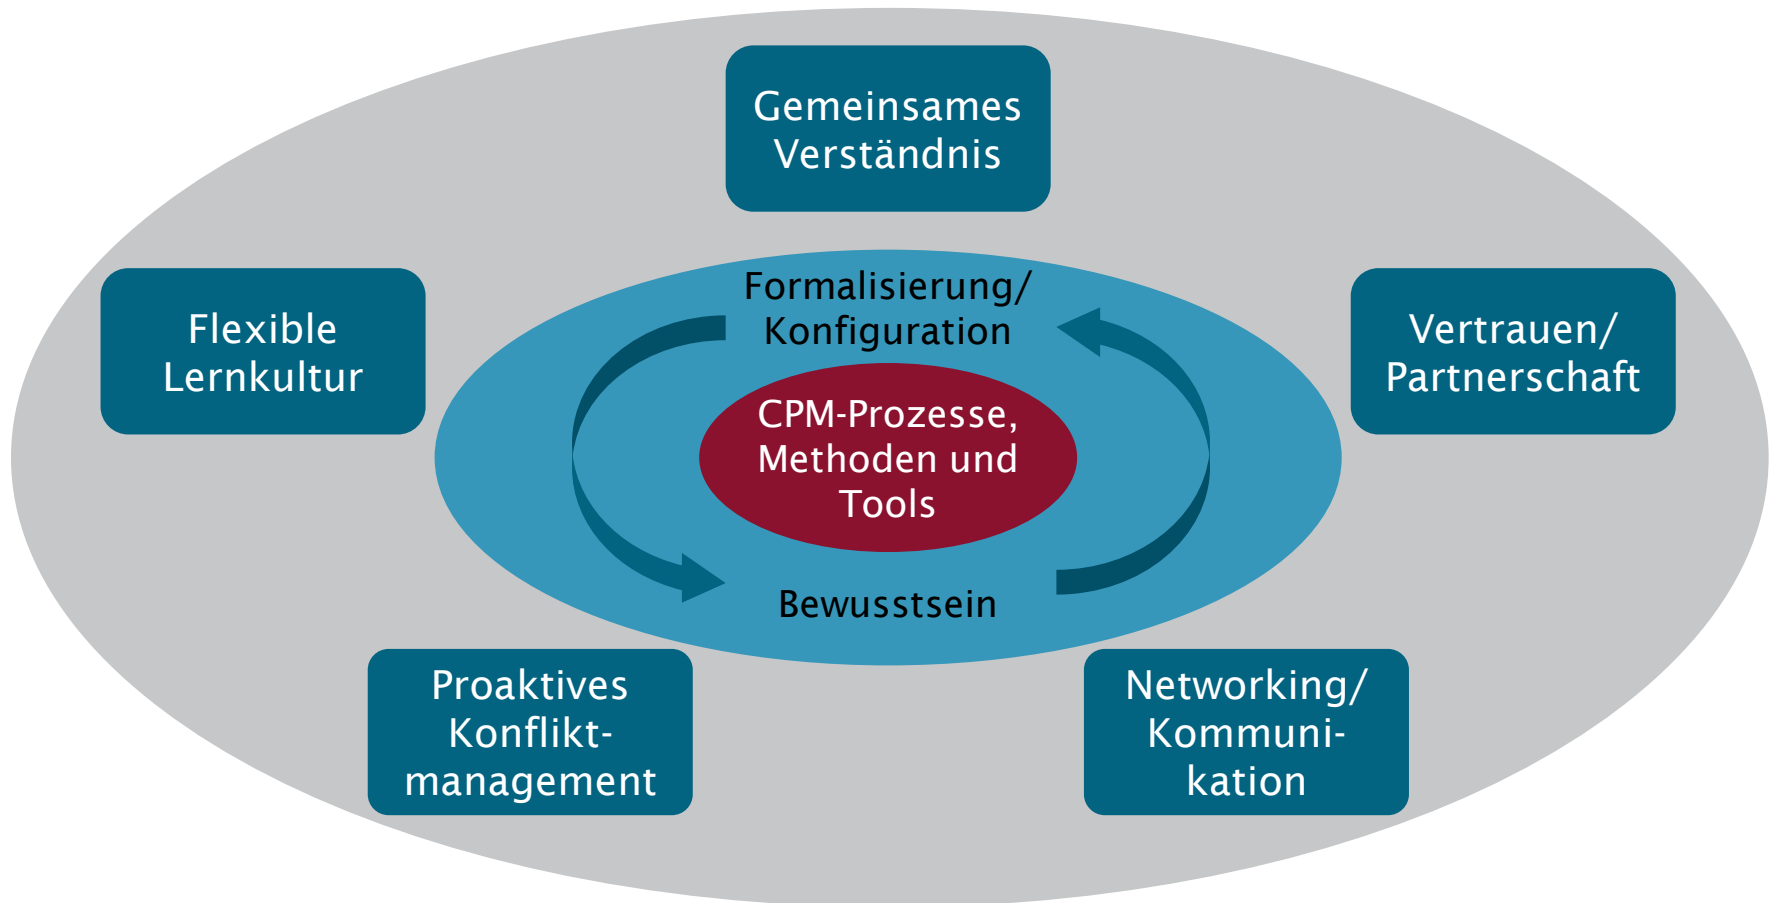 Gemeinsames
Verständnis
Flexible
Lernkultur
Formalisierung/
Konfiguration
Vertrauen/
Partnerschaft
CPM-Prozesse,
Methoden und
Tools
Bewusstsein
Proaktives
Konflikt-
management
Networking/
Kommuni-
kation